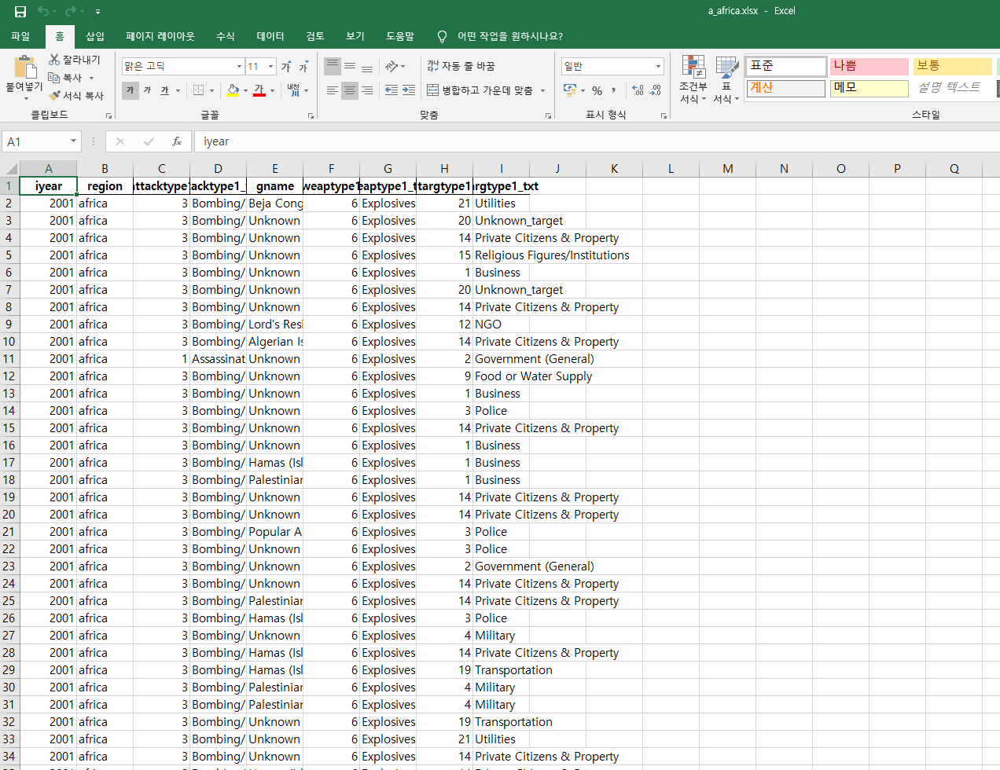 a_africa.xlsx - Excel
파일 홈 삽입 페이지 레이아웃 수식 데이터 검토 보기 도움말 어떤 작업을 원하시나요?
붙여넣기 잘라내기 복사 서식 복사
클립보드
맑은 고딕 11
가 가 가 가 가 내천
글꼴
자동 줄 바꿈
병합하고 가운데 맞춤
맞춤
일반
% , .00 .00
표시 형식
조건부 서식 표 서식
표준 나쁨 보통
계산 메모 설명 텍스트
스타일
A1 fx iyear
A B C D E F G H I J K L M N O P Q
1 iyear region ttacktype acktype1_ gname weaptype1 eaptype1_t targtype1 rgtype1_txt
2 2001 africa 3 Bombing/ Beja Cong 6 Explosives 21 Utilities
3 2001 africa 3 Bombing/ Unknown 6 Explosives 20 Unknown_target
4 2001 africa 3 Bombing/ Unknown 6 Explosives 14 Private Citizens & Property
5 2001 africa 3 Bombing/ Unknown 6 Explosives 15 Religious Figures/Institutions
6 2001 africa 3 Bombing/ Unknown 6 Explosives 1 Business
7 2001 africa 3 Bombing/ Unknown 6 Explosives 20 Unknown_target
8 2001 africa 3 Bombing/ Unknown 6 Explosives 14 Private Citizens & Property
9 2001 africa 3 Bombing/ Lord's Resi 6 Explosives 12 NGO
10 2001 africa 3 Bombing/ Algerian Is 6 Explosives 14 Private Citizens & Property
11 2001 africa 1 Assassinat Unknown 6 Explosives 2 Government (General)
12 2001 africa 3 Bombing/ Unknown 6 Explosives 9 Food or Water Supply
13 2001 africa 3 Bombing/ Unknown 6 Explosives 1 Business
14 2001 africa 3 Bombing/ Unknown 6 Explosives 3 Police
15 2001 africa 3 Bombing/ Unknown 6 Explosives 14 Private Citizens & Property
16 2001 africa 3 Bombing/ Unknown 6 Explosives 1 Business
17 2001 africa 3 Bombing/ Hamas (Isl 6 Explosives 1 Business
18 2001 africa 3 Bombing/ Palestinian 6 Explosives 1 Business
19 2001 africa 3 Bombing/ Unknown 6 Explosives 14 Private Citizens & Property
20 2001 africa 3 Bombing/ Unknown 6 Explosives 14 Private Citizens & Property
21 2001 africa 3 Bombing/ Popular A 6 Explosives 3 Police
22 2001 africa 3 Bombing/ Unknown 6 Explosives 3 Police
23 2001 africa 3 Bombing/ Unknown 6 Explosives 2 Government (General)
24 2001 africa 3 Bombing/ Unknown 6 Explosives 14 Private Citizens & Property
25 2001 africa 3 Bombing/ Palestinian 6 Explosives 14 Private Citizens & Property
26 2001 africa 3 Bombing/ Hamas (Isl 6 Explosives 3 Police
27 2001 africa 3 Bombing/ Unknown 6 Explosives 4 Military
28 2001 africa 3 Bombing/ Hamas (Isl 6 Explosives 14 Private Citizens & Property
29 2001 africa 3 Bombing/ Hamas (Isl 6 Explosives 19 Transportation
30 2001 africa 3 Bombing/ Palestinian 6 Explosives 4 Military
31 2001 africa 3 Bombing/ Palestinian 6 Explosives 4 Military
32 2001 africa 3 Bombing/ Unknown 6 Explosives 19 Transportation
33 2001 africa 3 Bombing/ Unknown 6 Explosives 21 Utilities
34 2001 africa 3 Bombing/ Unknown 6 Explosives 14 Private Citizens & Property